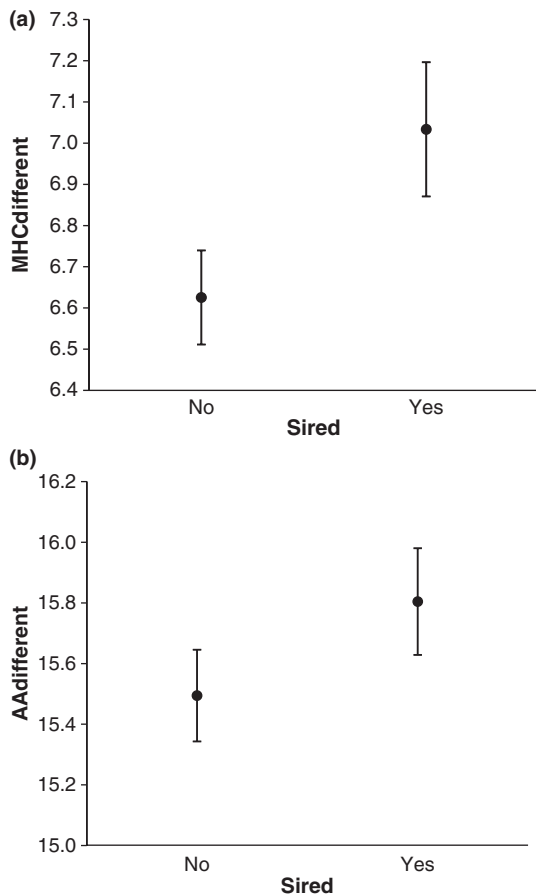 (a)
7.3
7.2
7.1
7.0
6.9
6.8
6.7
6.6
6.5
6.4
MHCdifferent
No Yes
Sired
(b)
16.2
16.0
15.8
15.6
15.4
15.2
15.0
AAdifferent
No Yes
Sired